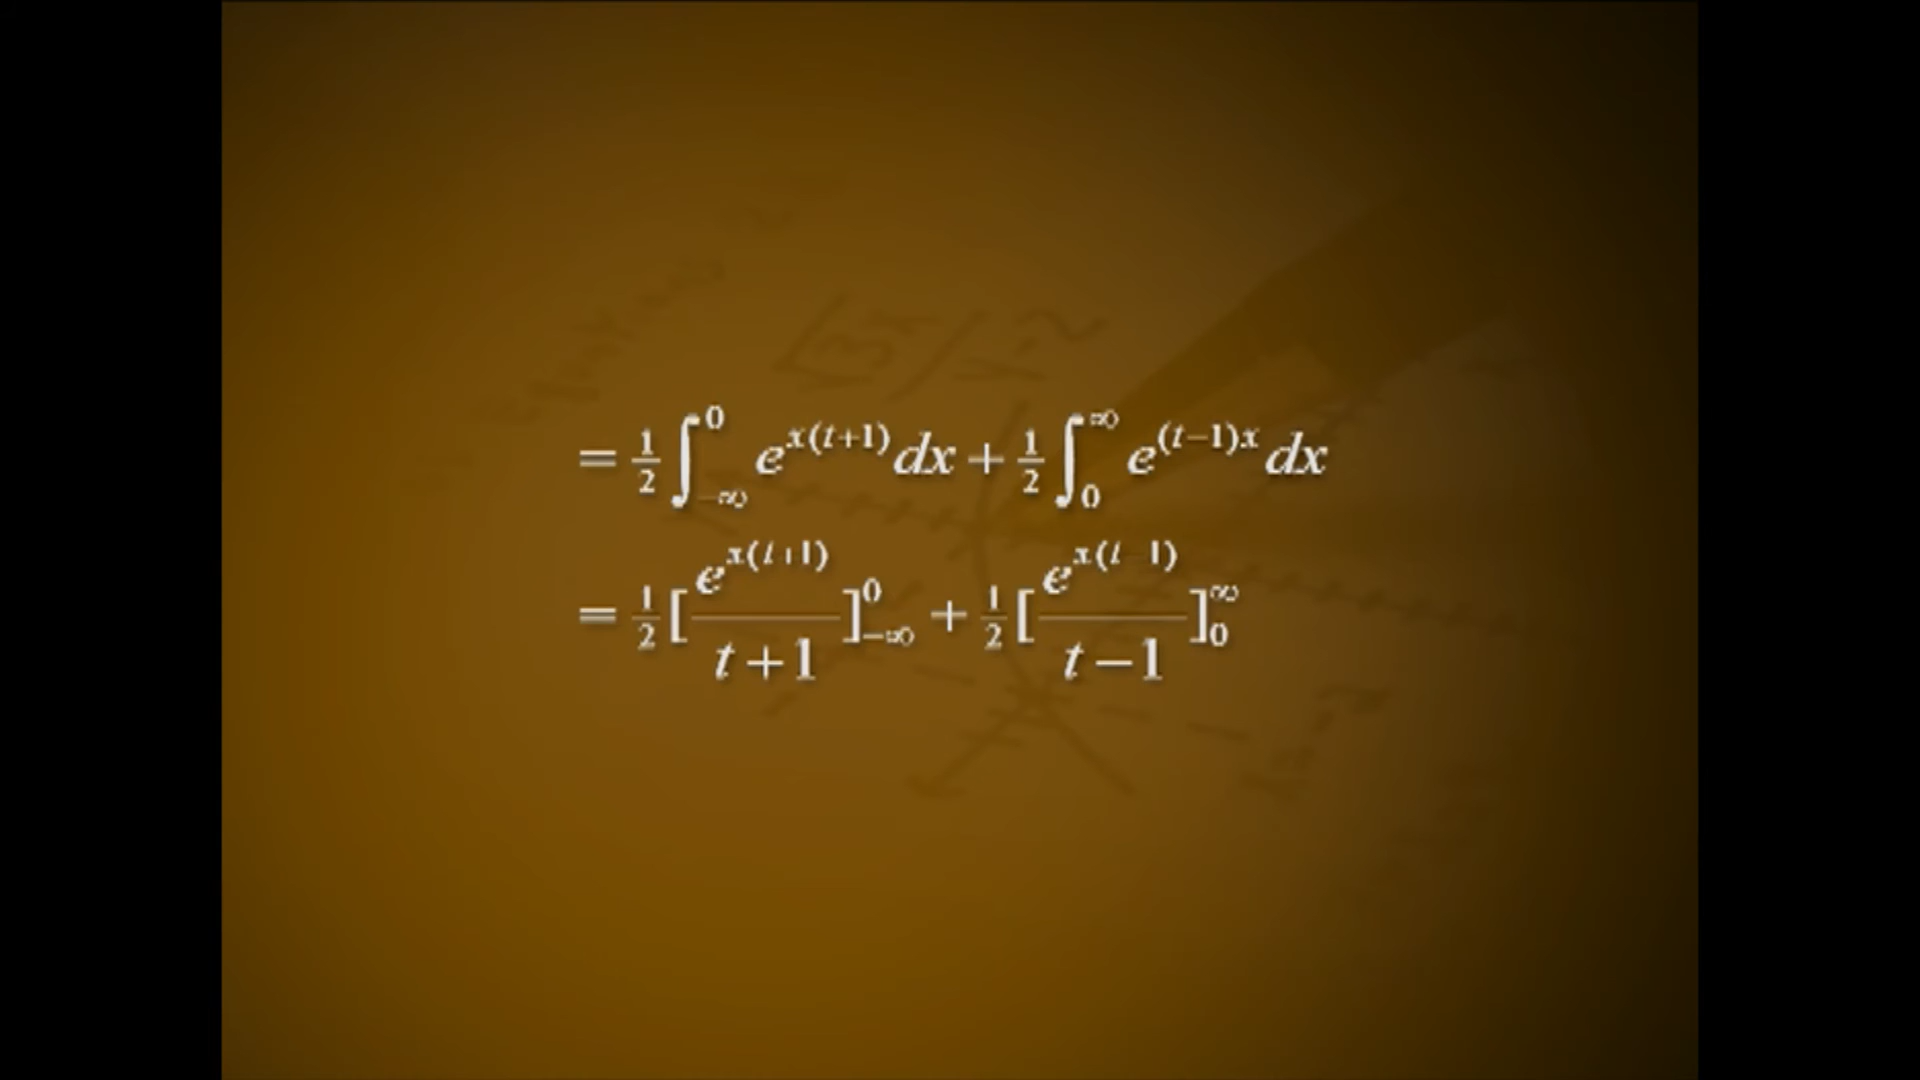 = 1/2 ∫_{-∞}^{0} e^{x(t+1)} dx + 1/2 ∫_{0}^{∞} e^{(t-1)x} dx
= 1/2 [e^{x(t+1)} / t+1]_{-∞}^{0} + 1/2 [e^{x(t-1)} / t-1]_{0}^{∞}